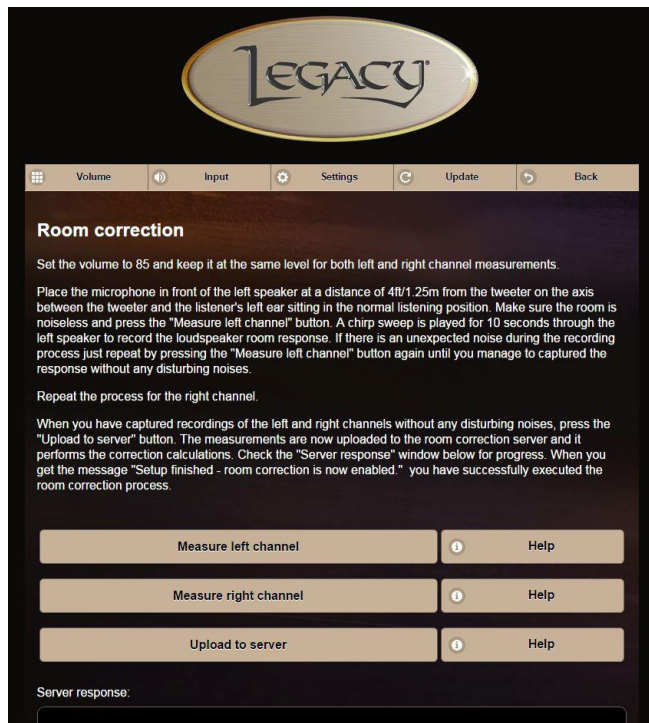 LEGACY
Volume
Input
Settings
Update
Back
Room correction
Set the volume to 85 and keep it at the same level for both left and right channel measurements.
Place the microphone in front of the left speaker at a distance of 4ft/1.25m from the tweeter on the axis
between the tweeter and the listener's left ear sitting in the normal listening position. Make sure the room is
noiseless and press the "Measure left channel" button. A chirp sweep is played for 10 seconds through the
left speaker to record the loudspeaker room response. If there is an unexpected noise during the recording
process just repeat by pressing the "Measure left channel" button again until you manage to captured the
response without any disturbing noises.
Repeat the process for the right channel.
When you have captured recordings of the left and right channels without any disturbing noises, press the
"Upload to server" button. The measurements are now uploaded to the room correction server and it
performs the correction calculations. Check the "Server response" window below for progress. When you
get the message "Setup finished - room correction is now enabled."  you have successfully executed the
room correction process.
Measure left channel
Help
Measure right channel
Help
Upload to server
Help
Server response: